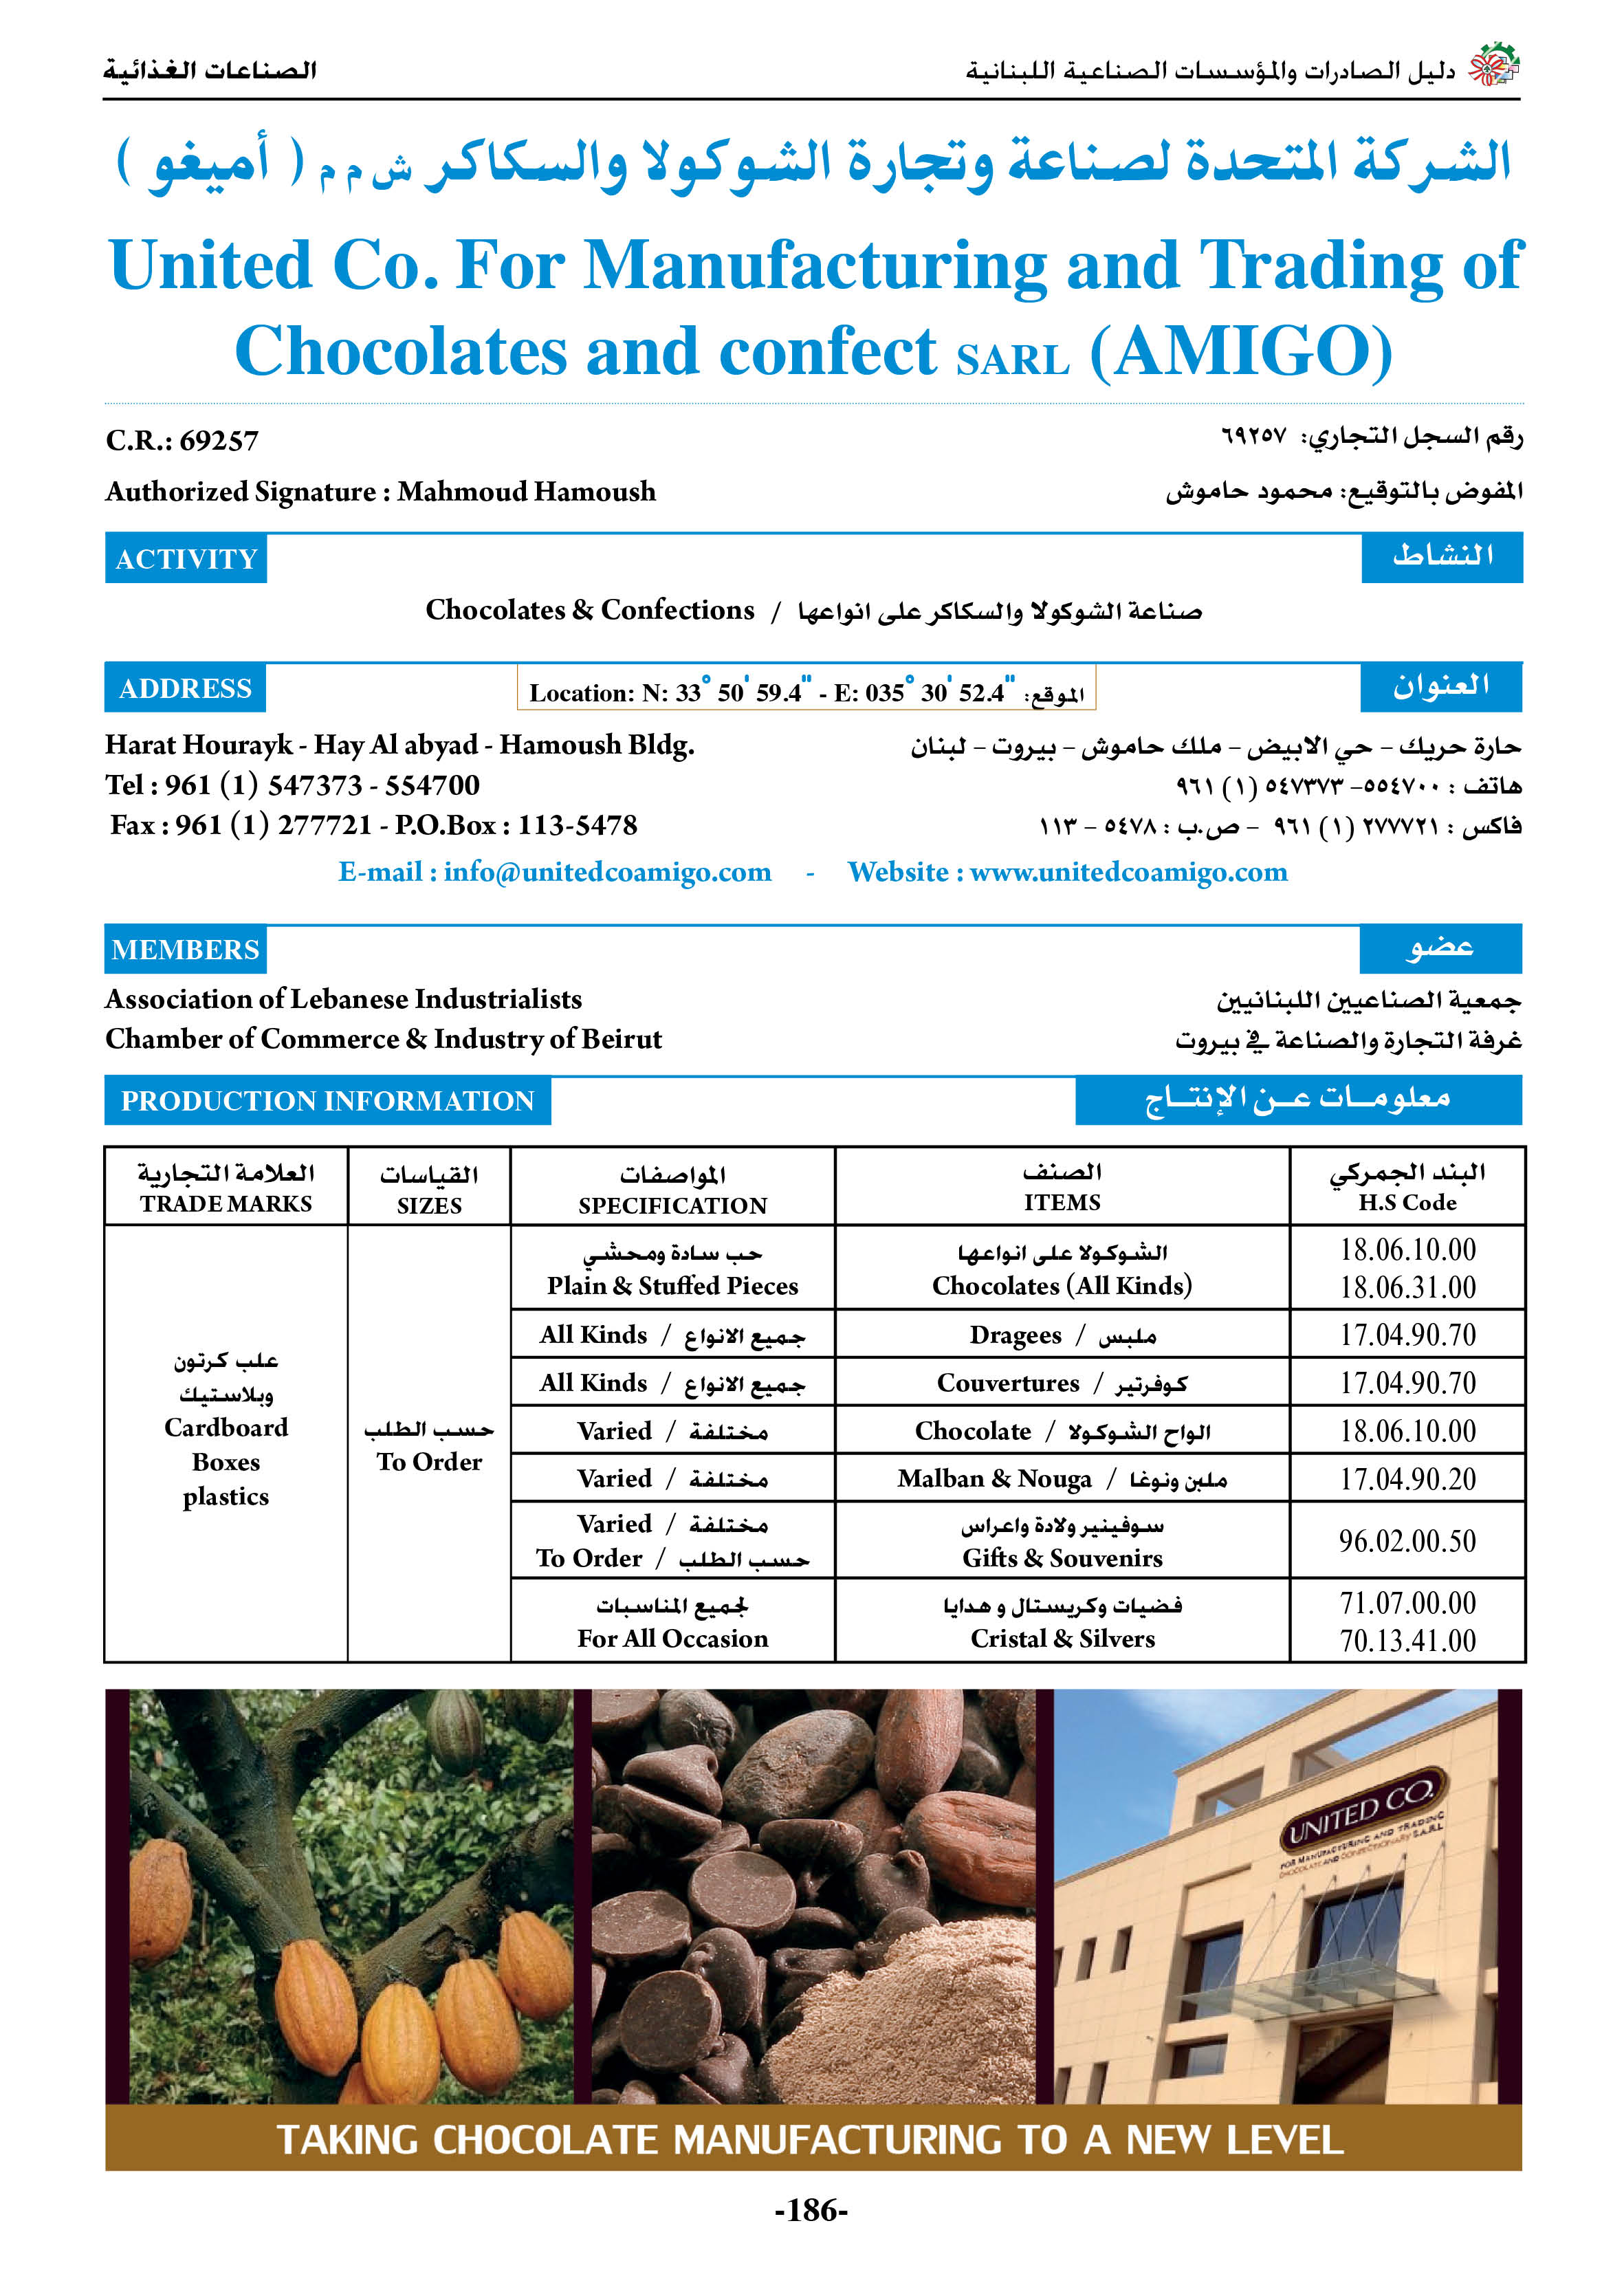 الصناعات الغذائية
دليل الصادرات والمؤسسات الصناعية اللبنانية
الشركة المتحدة لصناعة وتجارة الشوكولا والسكاكر ش م م ( أميغو )
United Co. For Manufacturing and Trading of
Chocolates and confect SARL (AMIGO)
C.R.: 69257
رقم السجل التجاري: ٦٩٢٥٧
Authorized Signature : Mahmoud Hamoush
المفوض بالتوقيع: محمود حاموش
ACTIVITY
النشاط
Chocolates & Confections / صناعة الشوكولا والسكاكر على انواعها
ADDRESS
Location: N: 33° 50' 59.4" - E: 035° 30' 52.4" :الموقع
العنوان
Harat Hourayk - Hay Al abyad - Hamoush Bldg.
حارة حريك – حي الابيض – ملك حاموش – بيروت – لبنان
Tel : 961 (1) 547373 - 554700
هاتف : ٥٥٤٧٠٠– ٥٤٧٣٧٣ (١) ٩٦١
Fax : 961 (1) 277721 - P.O.Box : 113-5478
فاكس : ٢٧٧٧٢١ (١) ٩٦١ – ص.ب : ٥٤٧٨ – ١١٣
E-mail : info@unitedcoamigo.com - Website : www.unitedcoamigo.com
MEMBERS
عضو
Association of Lebanese Industrialists
جمعية الصناعيين اللبنانيين
Chamber of Commerce & Industry of Beirut
غرفة التجارة والصناعة في بيروت
PRODUCTION INFORMATION
معلومـات عـن الإنتـاج
العلامة التجارية
TRADE MARKS
القياسات
SIZES
المواصفات
SPECIFICATION
الصنف
ITEMS
البند الجمركي
H.S Code
علب كرتون
وبلاستيك
Cardboard
Boxes
plastics
حسب الطلب
To Order
حب سادة ومحشي
Plain & Stuffed Pieces
الشوكولا على انواعها
Chocolates (All Kinds)
18.06.10.00
18.06.31.00
All Kinds / جميع الانواع
Dragees / ملبس
17.04.90.70
All Kinds / جميع الانواع
Couvertures / كوفرتير
17.04.90.70
Varied / مختلفة
Chocolate / الواح الشوكولا
18.06.10.00
Varied / مختلفة
Malban & Nouga / ملبن ونوغا
17.04.90.20
Varied / مختلفة
To Order / حسب الطلب
سوفينير ولادة واعراس
Gifts & Souvenirs
96.02.00.50
لجميع المناسبات
For All Occasion
فضيات وكريستال و هدايا
Cristal & Silvers
71.07.00.00
70.13.41.00
UNITED CO.
FOR MANUFACTURING AND TRADING
CHOCOLATE AND CONFECTIONARY S.A.R.L
TAKING CHOCOLATE MANUFACTURING TO A NEW LEVEL
-186-